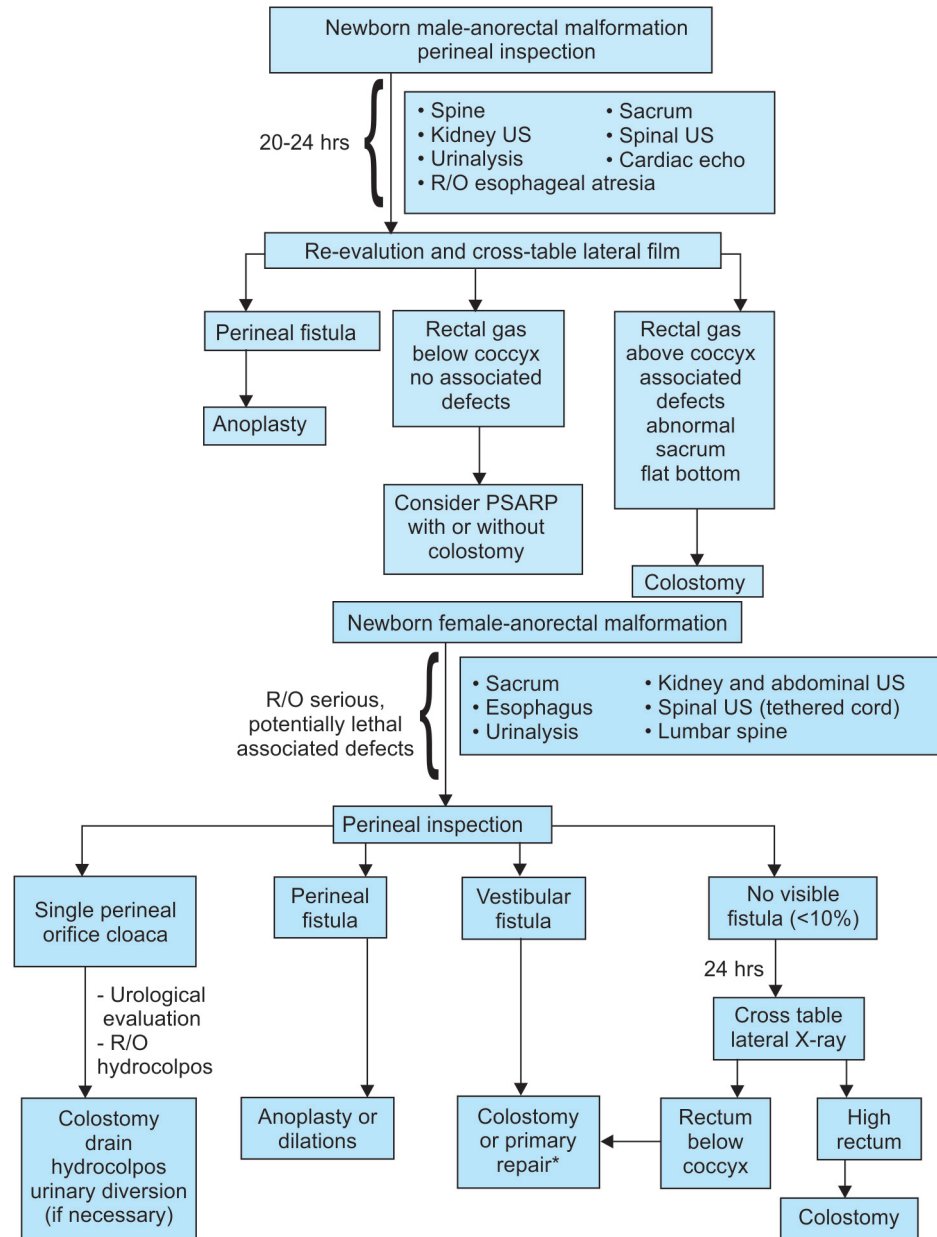 Newborn male-anorectal malformation
perineal inspection
20-24 hrs
• Spine
• Kidney US
• Urinalysis
• R/O esophageal atresia
• Sacrum
• Spinal US
• Cardiac echo
Re-evalution and cross-table lateral film
Perineal fistula
Anoplasty
Rectal gas
below coccyx
no associated
defects
Consider PSARP
with or without
colostomy
Rectal gas
above coccyx
associated
defects
abnormal
sacrum
flat bottom
Colostomy
Newborn female-anorectal malformation
R/O serious,
potentially lethal
associated defects
• Sacrum
• Esophagus
• Urinalysis
• Kidney and abdominal US
• Spinal US (tethered cord)
• Lumbar spine
Perineal inspection
Single perineal
orifice cloaca
- Urological
evaluation
- R/O
hydrocolpos
Colostomy
drain
hydrocolpos
urinary diversion
(if necessary)
Perineal
fistula
Anoplasty or
dilations
Vestibular
fistula
Colostomy
or primary
repair*
No visible
fistula (<10%)
24 hrs
Cross table
lateral X-ray
Rectum
below
coccyx
High
rectum
Colostomy